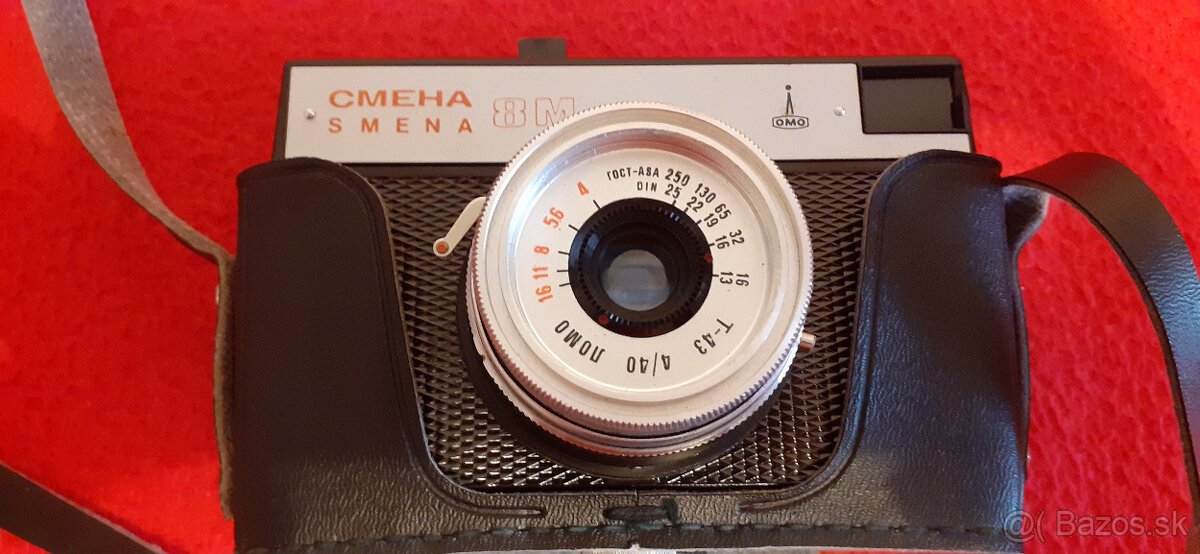 СМЕНА
SMENA
8M
ОМО
ГОСТ-ASA 250 130 65 32 16
DIN 25 22 19 16 13
4 5,6 8 11 16
Т-43 4/40 ЛОМО
@( Bazos.sk